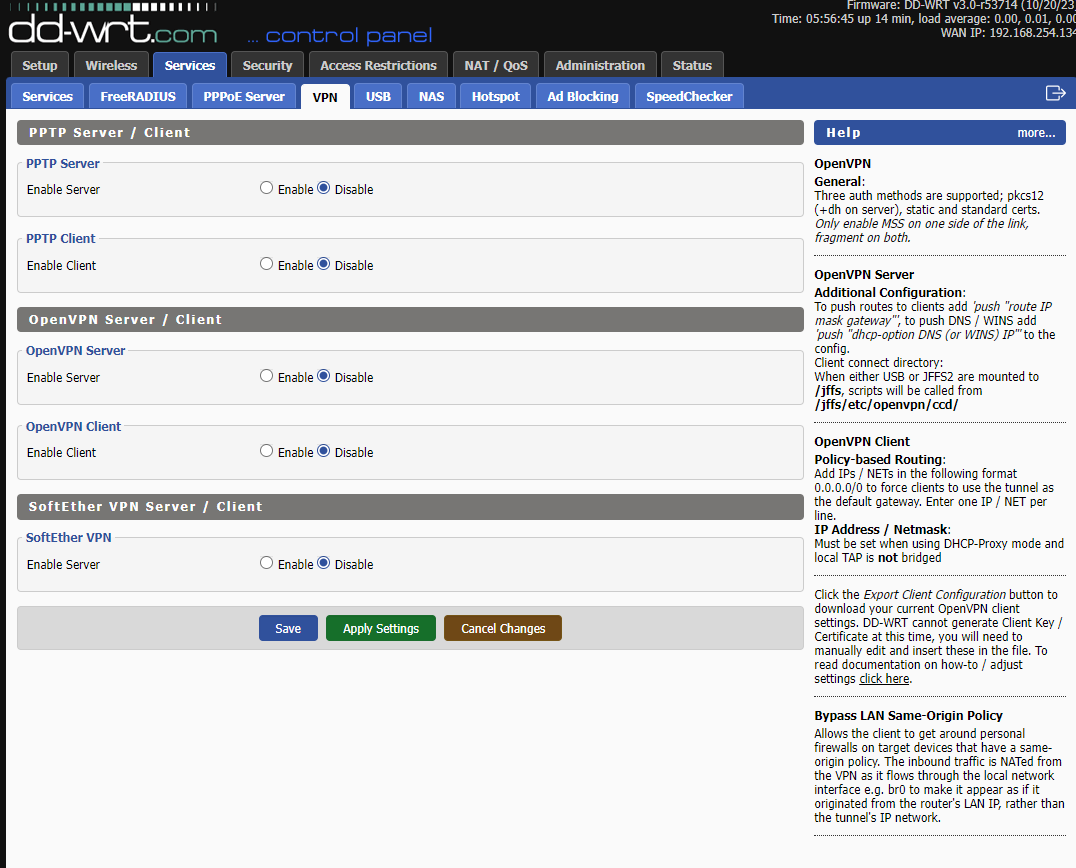 Firmware: DD-WRT v3.0-r53714 (10/20/23
Time: 05:56:45 up 14 min, load average: 0.00, 0.01, 0.00
WAN IP: 192.168.254.134
dd-wrt.com ... control panel
Setup Wireless Services Security Access Restrictions NAT / QoS Administration Status
Services FreeRADIUS PPPoE Server VPN USB NAS Hotspot Ad Blocking SpeedChecker
PPTP Server / Client
PPTP Server
Enable Server Enable Disable
PPTP Client
Enable Client Enable Disable
OpenVPN Server / Client
OpenVPN Server
Enable Server Enable Disable
OpenVPN Client
Enable Client Enable Disable
SoftEther VPN Server / Client
SoftEther VPN
Enable Server Enable Disable
Save Apply Settings Cancel Changes
Help more...
OpenVPN
General:
Three auth methods are supported; pkcs12
(+dh on server), static and standard certs.
Only enable MSS on one side of the link,
fragment on both.
OpenVPN Server
Additional Configuration:
To push routes to clients add 'push "route IP
mask gateway"', to push DNS / WINS add
'push "dhcp-option DNS (or WINS) IP"' to the
config.
Client connect directory:
When either USB or JFFS2 are mounted to
/jffs, scripts will be called from
/jffs/etc/openvpn/ccd/
OpenVPN Client
Policy-based Routing:
Add IPs / NETs in the following format
0.0.0.0/0 to force clients to use the tunnel as
the default gateway. Enter one IP / NET per
line.
IP Address / Netmask:
Must be set when using DHCP-Proxy mode and
local TAP is not bridged
Click the Export Client Configuration button to
download your current OpenVPN client
settings. DD-WRT cannot generate Client Key /
Certificate at this time, you will need to
manually edit and insert these in the file. To
read documentation on how-to / adjust
settings click here.
Bypass LAN Same-Origin Policy
Allows the client to get around personal
firewalls on target devices that have a same-
origin policy. The inbound traffic is NATed from
the VPN as it flows through the local network
interface e.g. br0 to make it appear as if it
originated from the router's LAN IP, rather than
the tunnel's IP network.